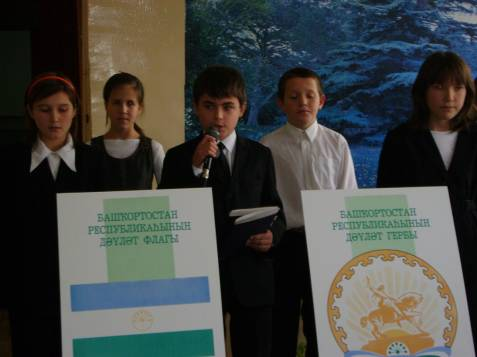 БАШҠОРТОСТАН
РЕСПУБЛИКАҺЫНЫҢ
ДӘҮЛӘТ ФЛАГЫ
БАШҠОРТОСТАН
РЕСПУБЛИКАҺЫНЫҢ
ДӘҮЛӘТ ГЕРБЫ